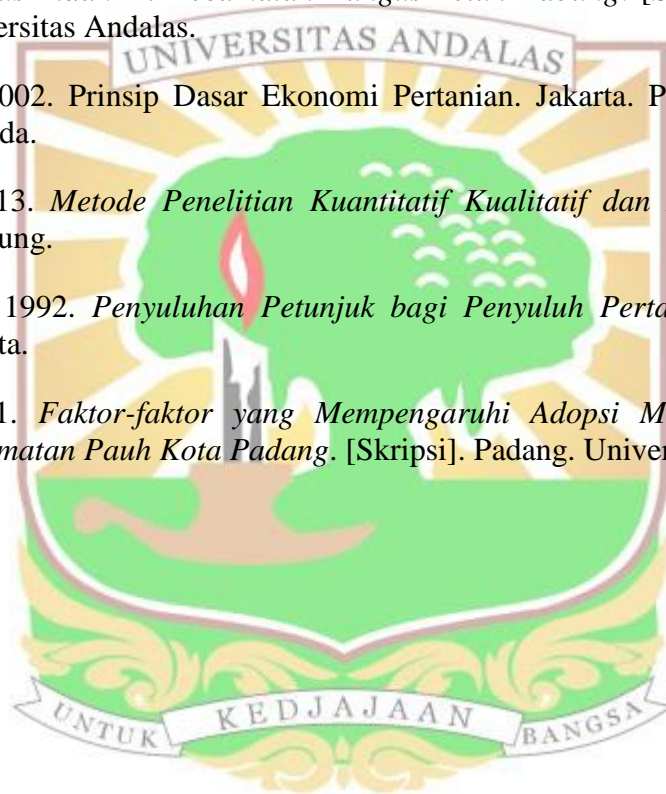 ersitas Andalas.
UNIVERSITAS ANDALAS
002. Prinsip Dasar Ekonomi Pertanian. Jakarta. P
da.
13. Metode Penelitian Kuantitatif Kualitatif dan
ung.
1992. Penyuluhan Petunjuk bagi Penyuluh Perta
ta.
1. Faktor-faktor yang Mempengaruhi Adopsi M
matan Pauh Kota Padang. [Skripsi]. Padang. Univer
UNTUK KEDJAJAAN BANGSA